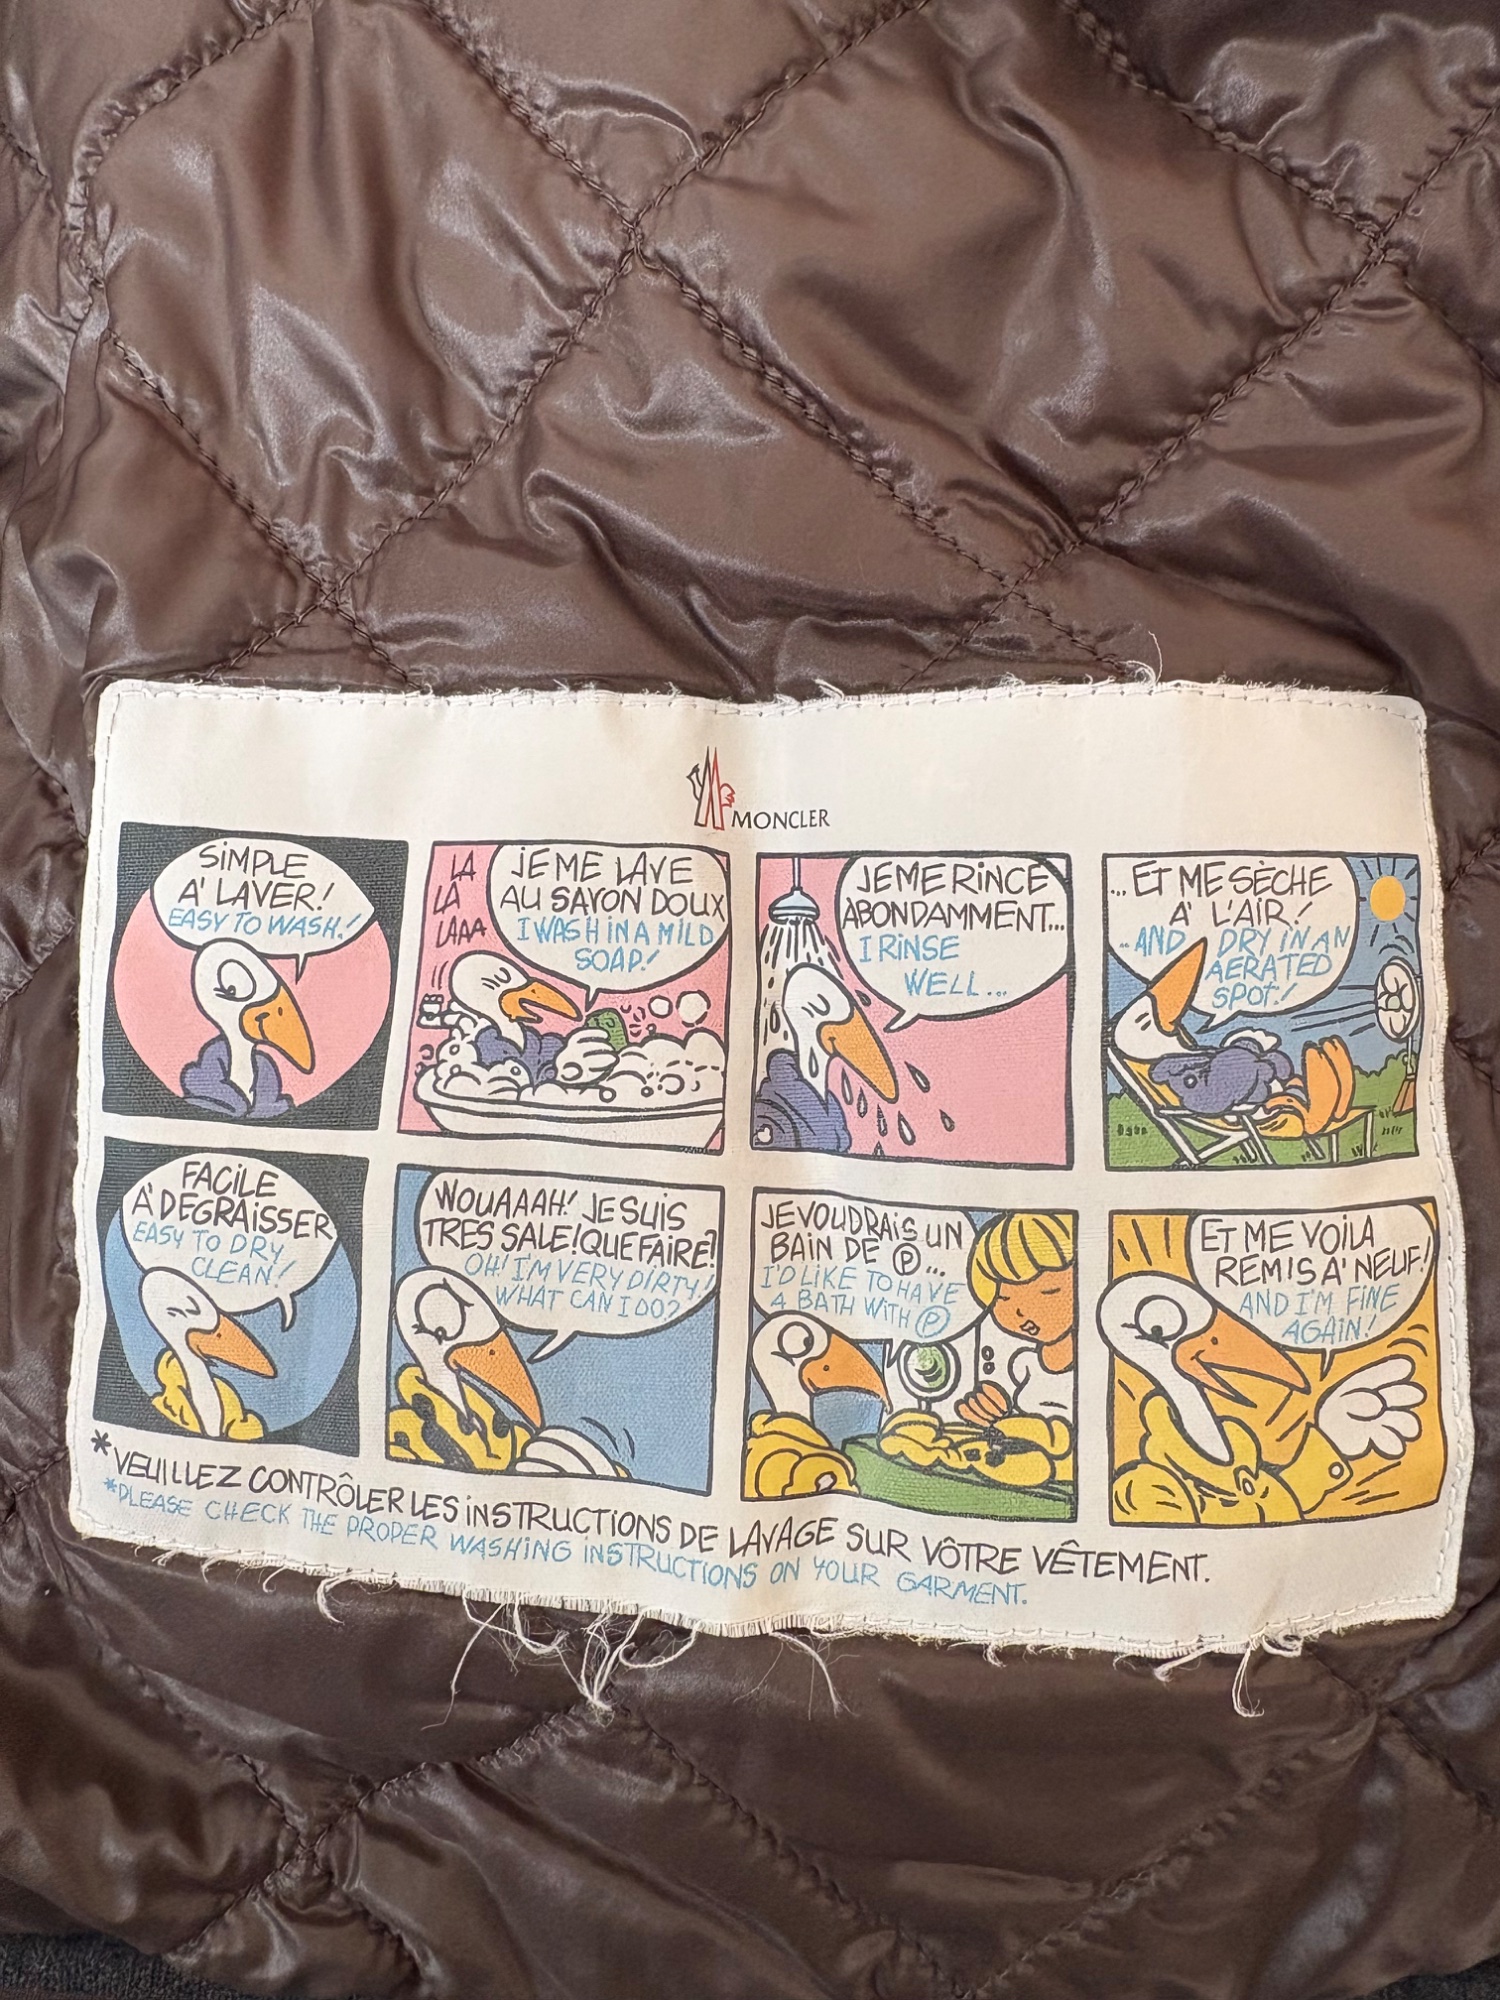 MONCLER
SiMPLE
A' LAVER!
EASY TO WASH!
LA
LA
LAAA
JE ME LAVE
AU SAVON DOUX
I WASH IN A MILD
SOAP!
JE ME RINCE
ABONDAMMENT...
I RINSE
WELL...
...ET ME SÈCHE
A' L'AIR!
..AND DRY IN AN
AERATED
SPOT!
FACILE
A' DEGRAISSER
EASY TO DRY
CLEAN!
WOUAAAH! JE SUIS
TRES SALE! QUE FAIRE?
OH! I'M VERY DIRTY!
WHAT CAN I DO?
JE VOUDRAIS UN
BAIN DE Ⓟ...
I'D LIKE TO HAVE
A BATH WITH Ⓟ
ET ME VOILA
REMIS A' NEUF!
AND I'M FINE
AGAIN!
*VEUILLEZ CONTRÔLER LES INSTRUCTIONS DE LAVAGE SUR VÔTRE VÊTEMENT.
*PLEASE CHECK THE PROPER WASHING INSTRUCTIONS ON YOUR GARMENT.